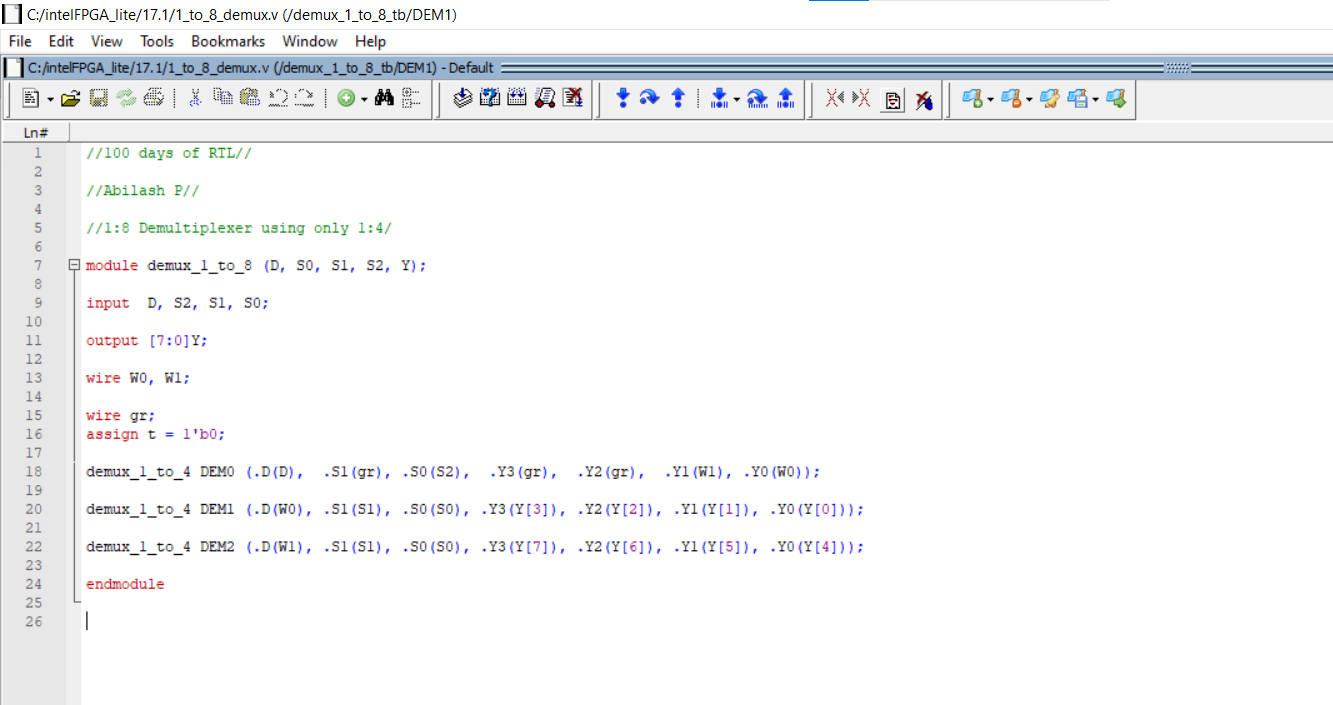 C:/intelFPGA_lite/17.1/1_to_8_demux.v (/demux_1_to_8_tb/DEM1)
File Edit View Tools Bookmarks Window Help
C:/intelFPGA_lite/17.1/1_to_8_demux.v (/demux_1_to_8_tb/DEM1) - Default
Ln#
1 //100 days of RTL//
2
3 //Abilash P//
4
5 //1:8 Demultiplexer using only 1:4/
6
7 module demux_1_to_8 (D, S0, S1, S2, Y);
8
9 input  D, S2, S1, S0;
10
11 output [7:0]Y;
12
13 wire W0, W1;
14
15 wire gr;
16 assign t = 1'b0;
17
18 demux_1_to_4 DEM0 (.D(D),  .S1(gr), .S0(S2),  .Y3(gr),  .Y2(gr),  .Y1(W1), .Y0(W0));
19
20 demux_1_to_4 DEM1 (.D(W0), .S1(S1), .S0(S0), .Y3(Y[3]), .Y2(Y[2]), .Y1(Y[1]), .Y0(Y[0]));
21
22 demux_1_to_4 DEM2 (.D(W1), .S1(S1), .S0(S0), .Y3(Y[7]), .Y2(Y[6]), .Y1(Y[5]), .Y0(Y[4]));
23
24 endmodule
25
26